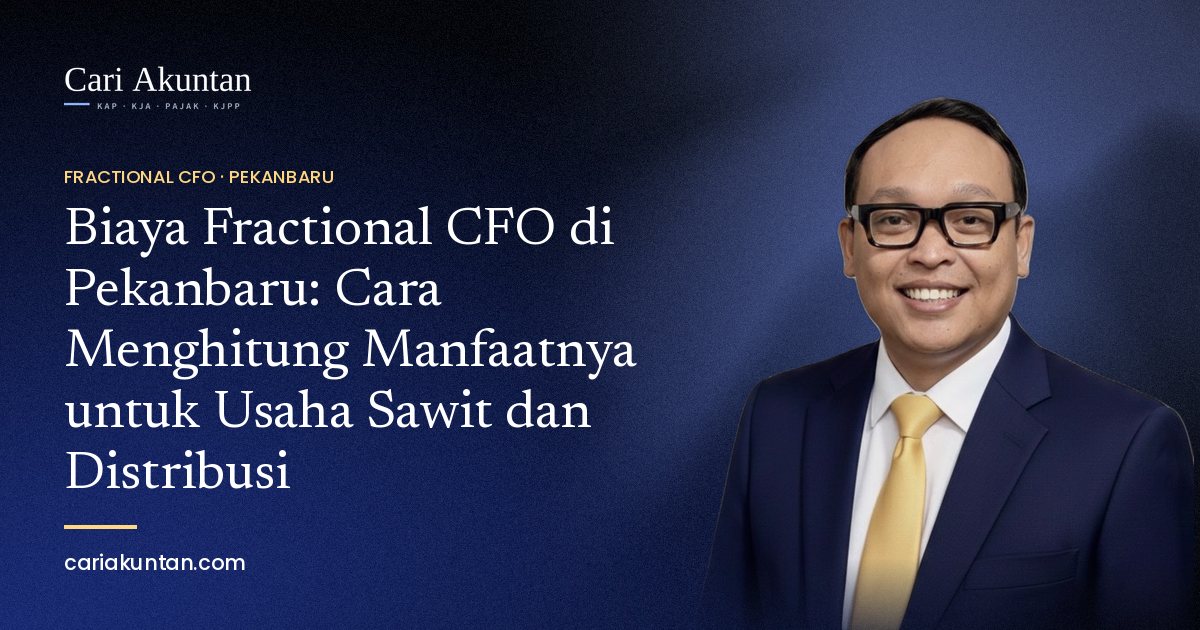 Cari Akuntan
KAP · KJA · PAJAK · KJPP
FRACTIONAL CFO · PEKANBARU
Biaya Fractional CFO di
Pekanbaru: Cara
Menghitung Manfaatnya
untuk Usaha Sawit dan
Distribusi
cariakuntan.com